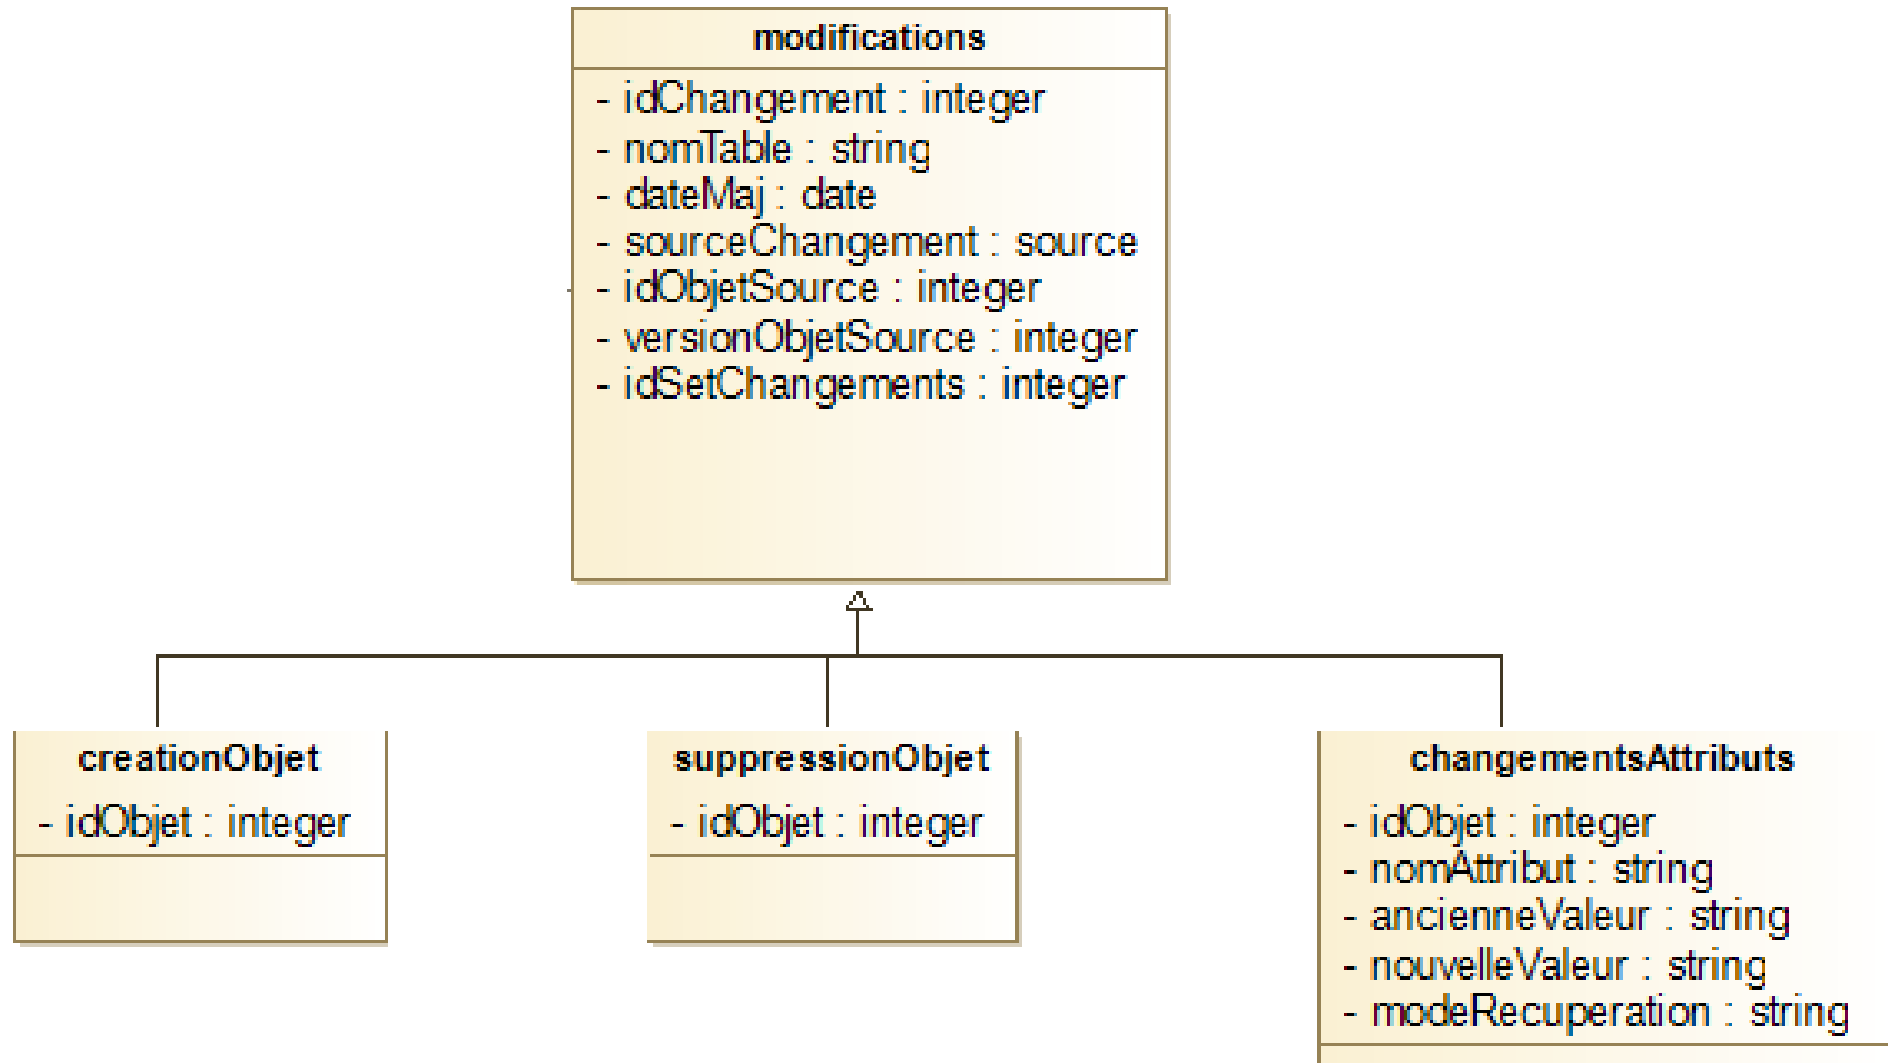 modifications
- idChangement : integer
- nomTable : string
- dateMaj : date
- sourceChangement : source
- idObjetSource : integer
- versionObjetSource : integer
- idSetChangements : integer
creationObjet
- idObjet : integer
suppressionObjet
- idObjet : integer
changementsAttributs
- idObjet : integer
- nomAttribut : string
- ancienneValeur : string
- nouvelleValeur : string
- modeRecuperation : string